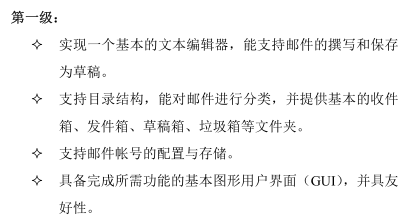 第一级：
✧ 实现一个基本的文本编辑器，能支持邮件的撰写和保存
为草稿。
✧ 支持目录结构，能对邮件进行分类，并提供基本的收件
箱、发件箱、草稿箱、垃圾箱等文件夹。
✧ 支持邮件帐号的配置与存储。
✧ 具备完成所需功能的基本图形用户界面（GUI），并具友
好性。